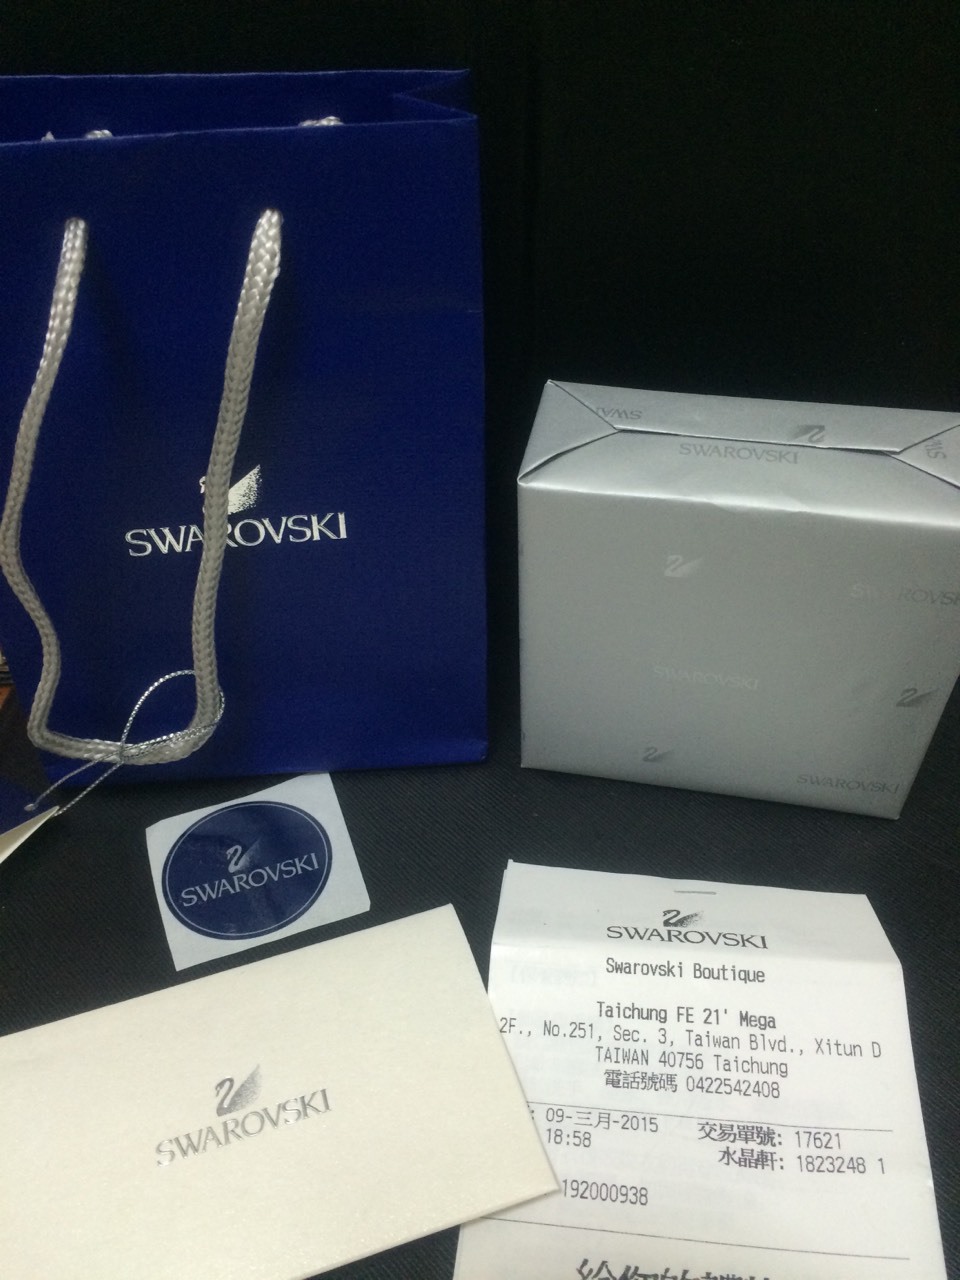 SWAROVSKI
SWAROVSKI
SWAROVSKI
SWAROVSKI
SWAROVSKI
SWAROVSKI
SWAROVSKI
SWAROVSKI
Swarovski Boutique
Taichung FE 21' Mega
2F., No.251, Sec. 3, Taiwan Blvd., Xitun D
TAIWAN 40756 Taichung
電話號碼 0422542408
: 09-三月-2015 交易單號: 17621
18:58 水晶軒: 1823248 1
192000938